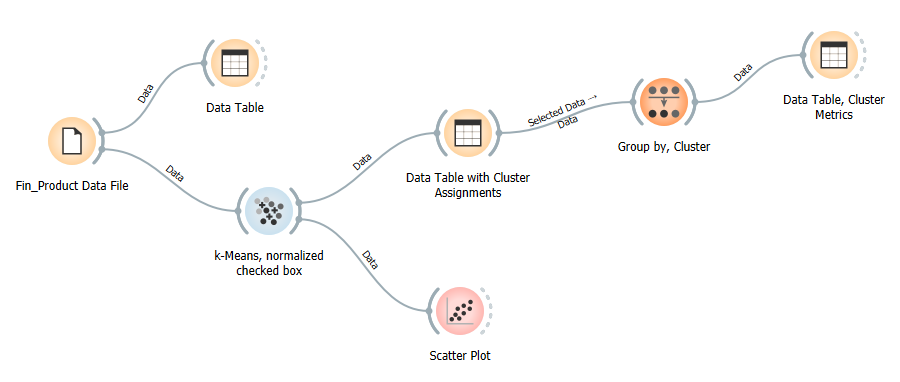 Data
Data Table
Fin_Product Data File
Data
k-Means, normalized
checked box
Data
Data Table with Cluster
Assignments
Data
Scatter Plot
Selected Data →
Data
Group by, Cluster
Data
Data Table, Cluster
Metrics